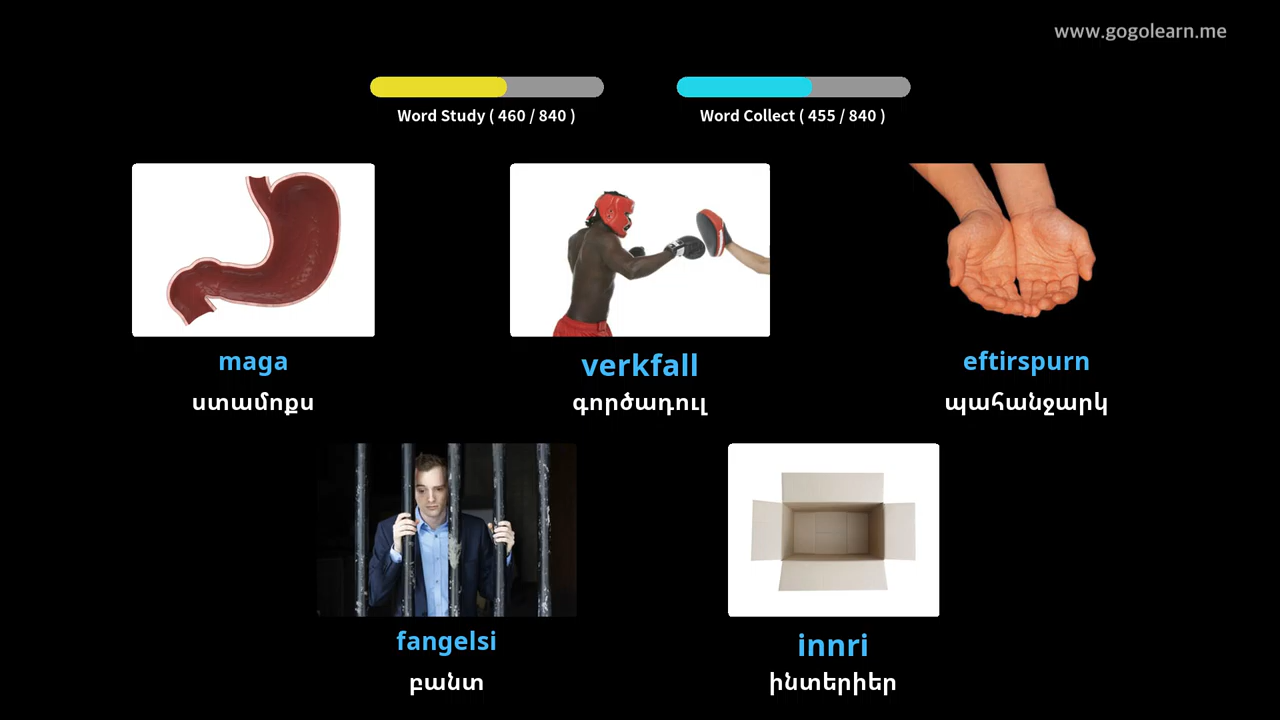 www.gogolearn.me
Word Study ( 460 / 840 )
Word Collect ( 455 / 840 )
maga
ստամոքս
verkfall
գործադուլ
eftirspurn
պահանջարկ
fangelsi
բանտ
innri
ինտերիեր